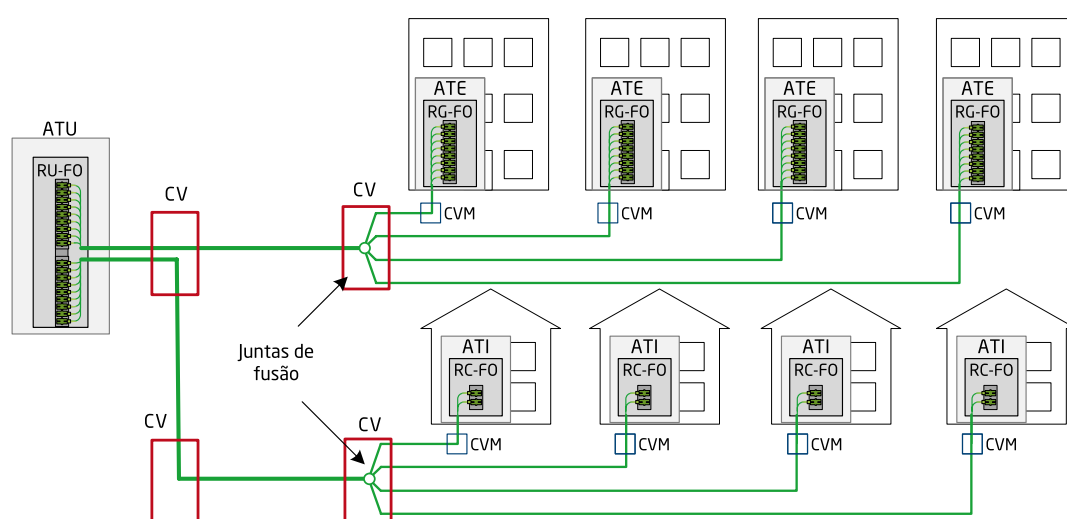 ATE
ATE
ATE
ATE
RG-FO
RG-FO
RG-FO
RG-FO
ATU
RU-FO
CV
CV
CVM
CVM
CVM
CVM
Juntas de
fusão
ATI
ATI
ATI
ATI
RC-FO
RC-FO
RC-FO
RC-FO
CV
CV
CVM
CVM
CVM
CVM